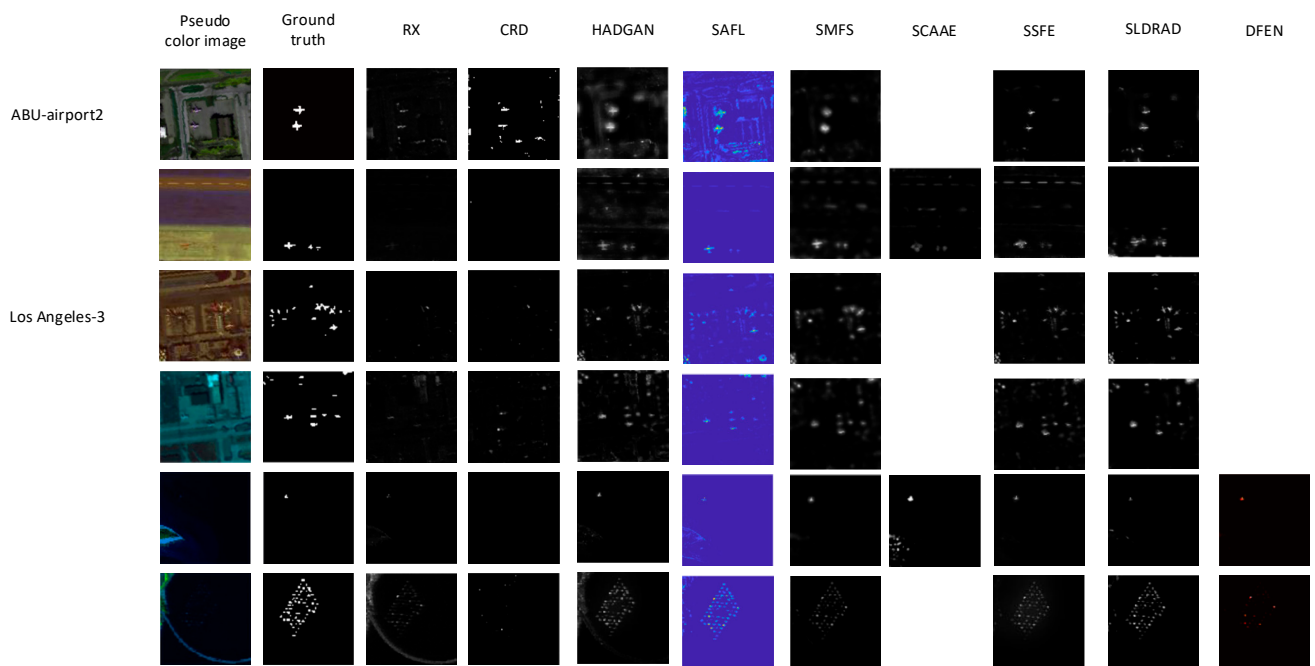 Pseudo
color image
Ground
truth
RX
CRD
HADGAN
SAFL
SMFS
SCAAE
SSFE
SLDRAD
DFEN
ABU-airport2
Los Angeles-3